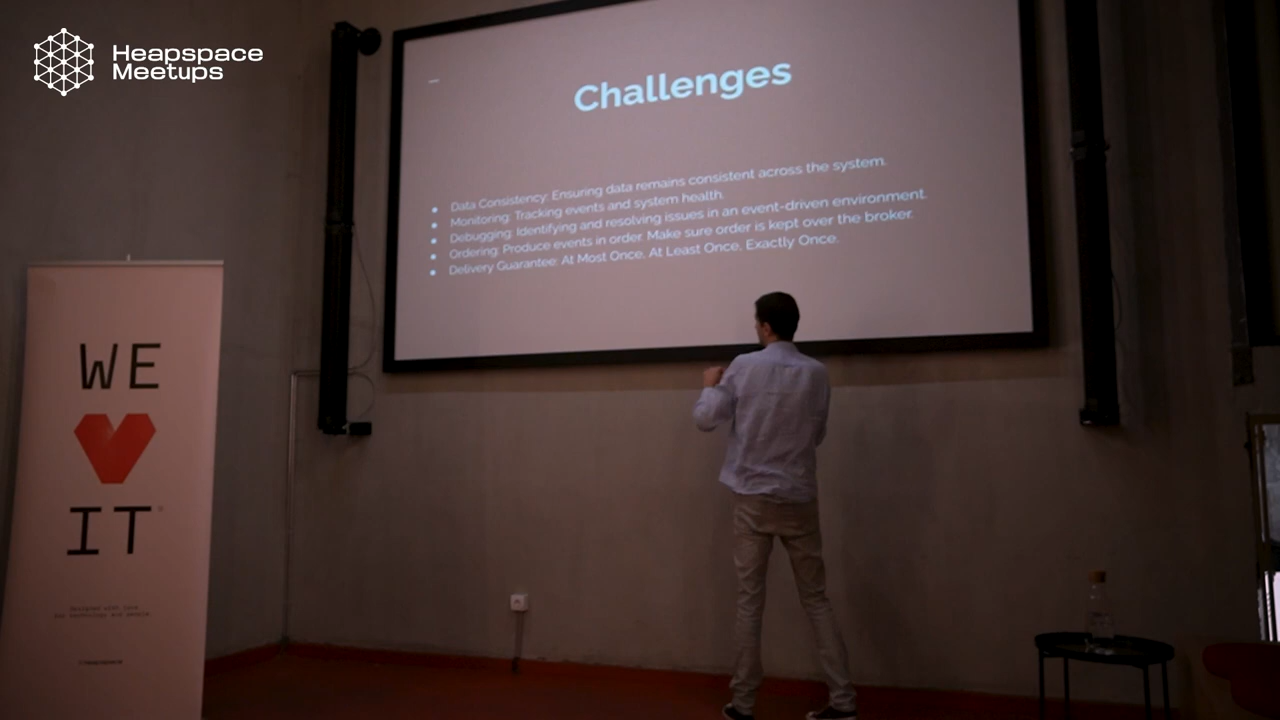 Heapspace
Meetups
Challenges
Data Consistency: Ensuring data remains consistent across the system.
Monitoring: Tracking events and system health.
Debugging: Identifying and resolving issues in an event-driven environment.
Ordering: Produce events in order. Make sure order is kept over the broker.
Delivery Guarantee: At Most Once, At Least Once, Exactly Once.
WE
IT